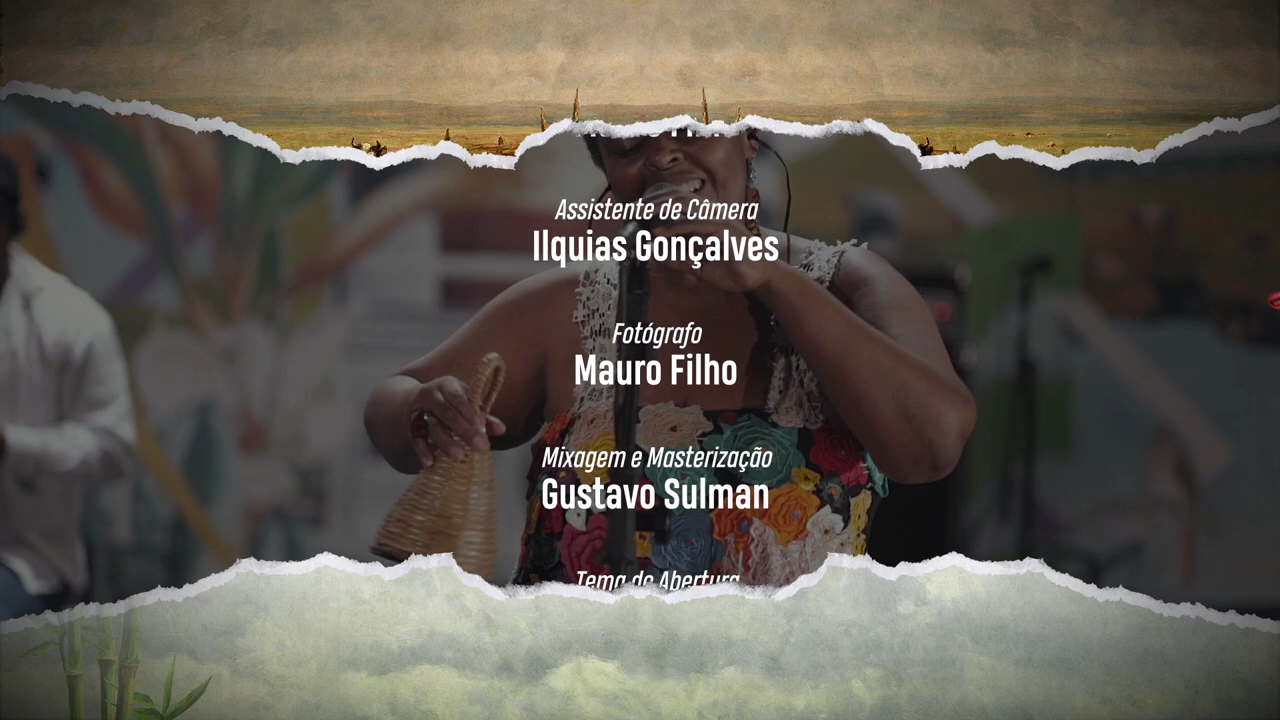 Assistente de Câmera
Ilquias Gonçalves
Fotógrafo
Mauro Filho
Mixagem e Masterização
Gustavo Sulman
Tema de Abertura